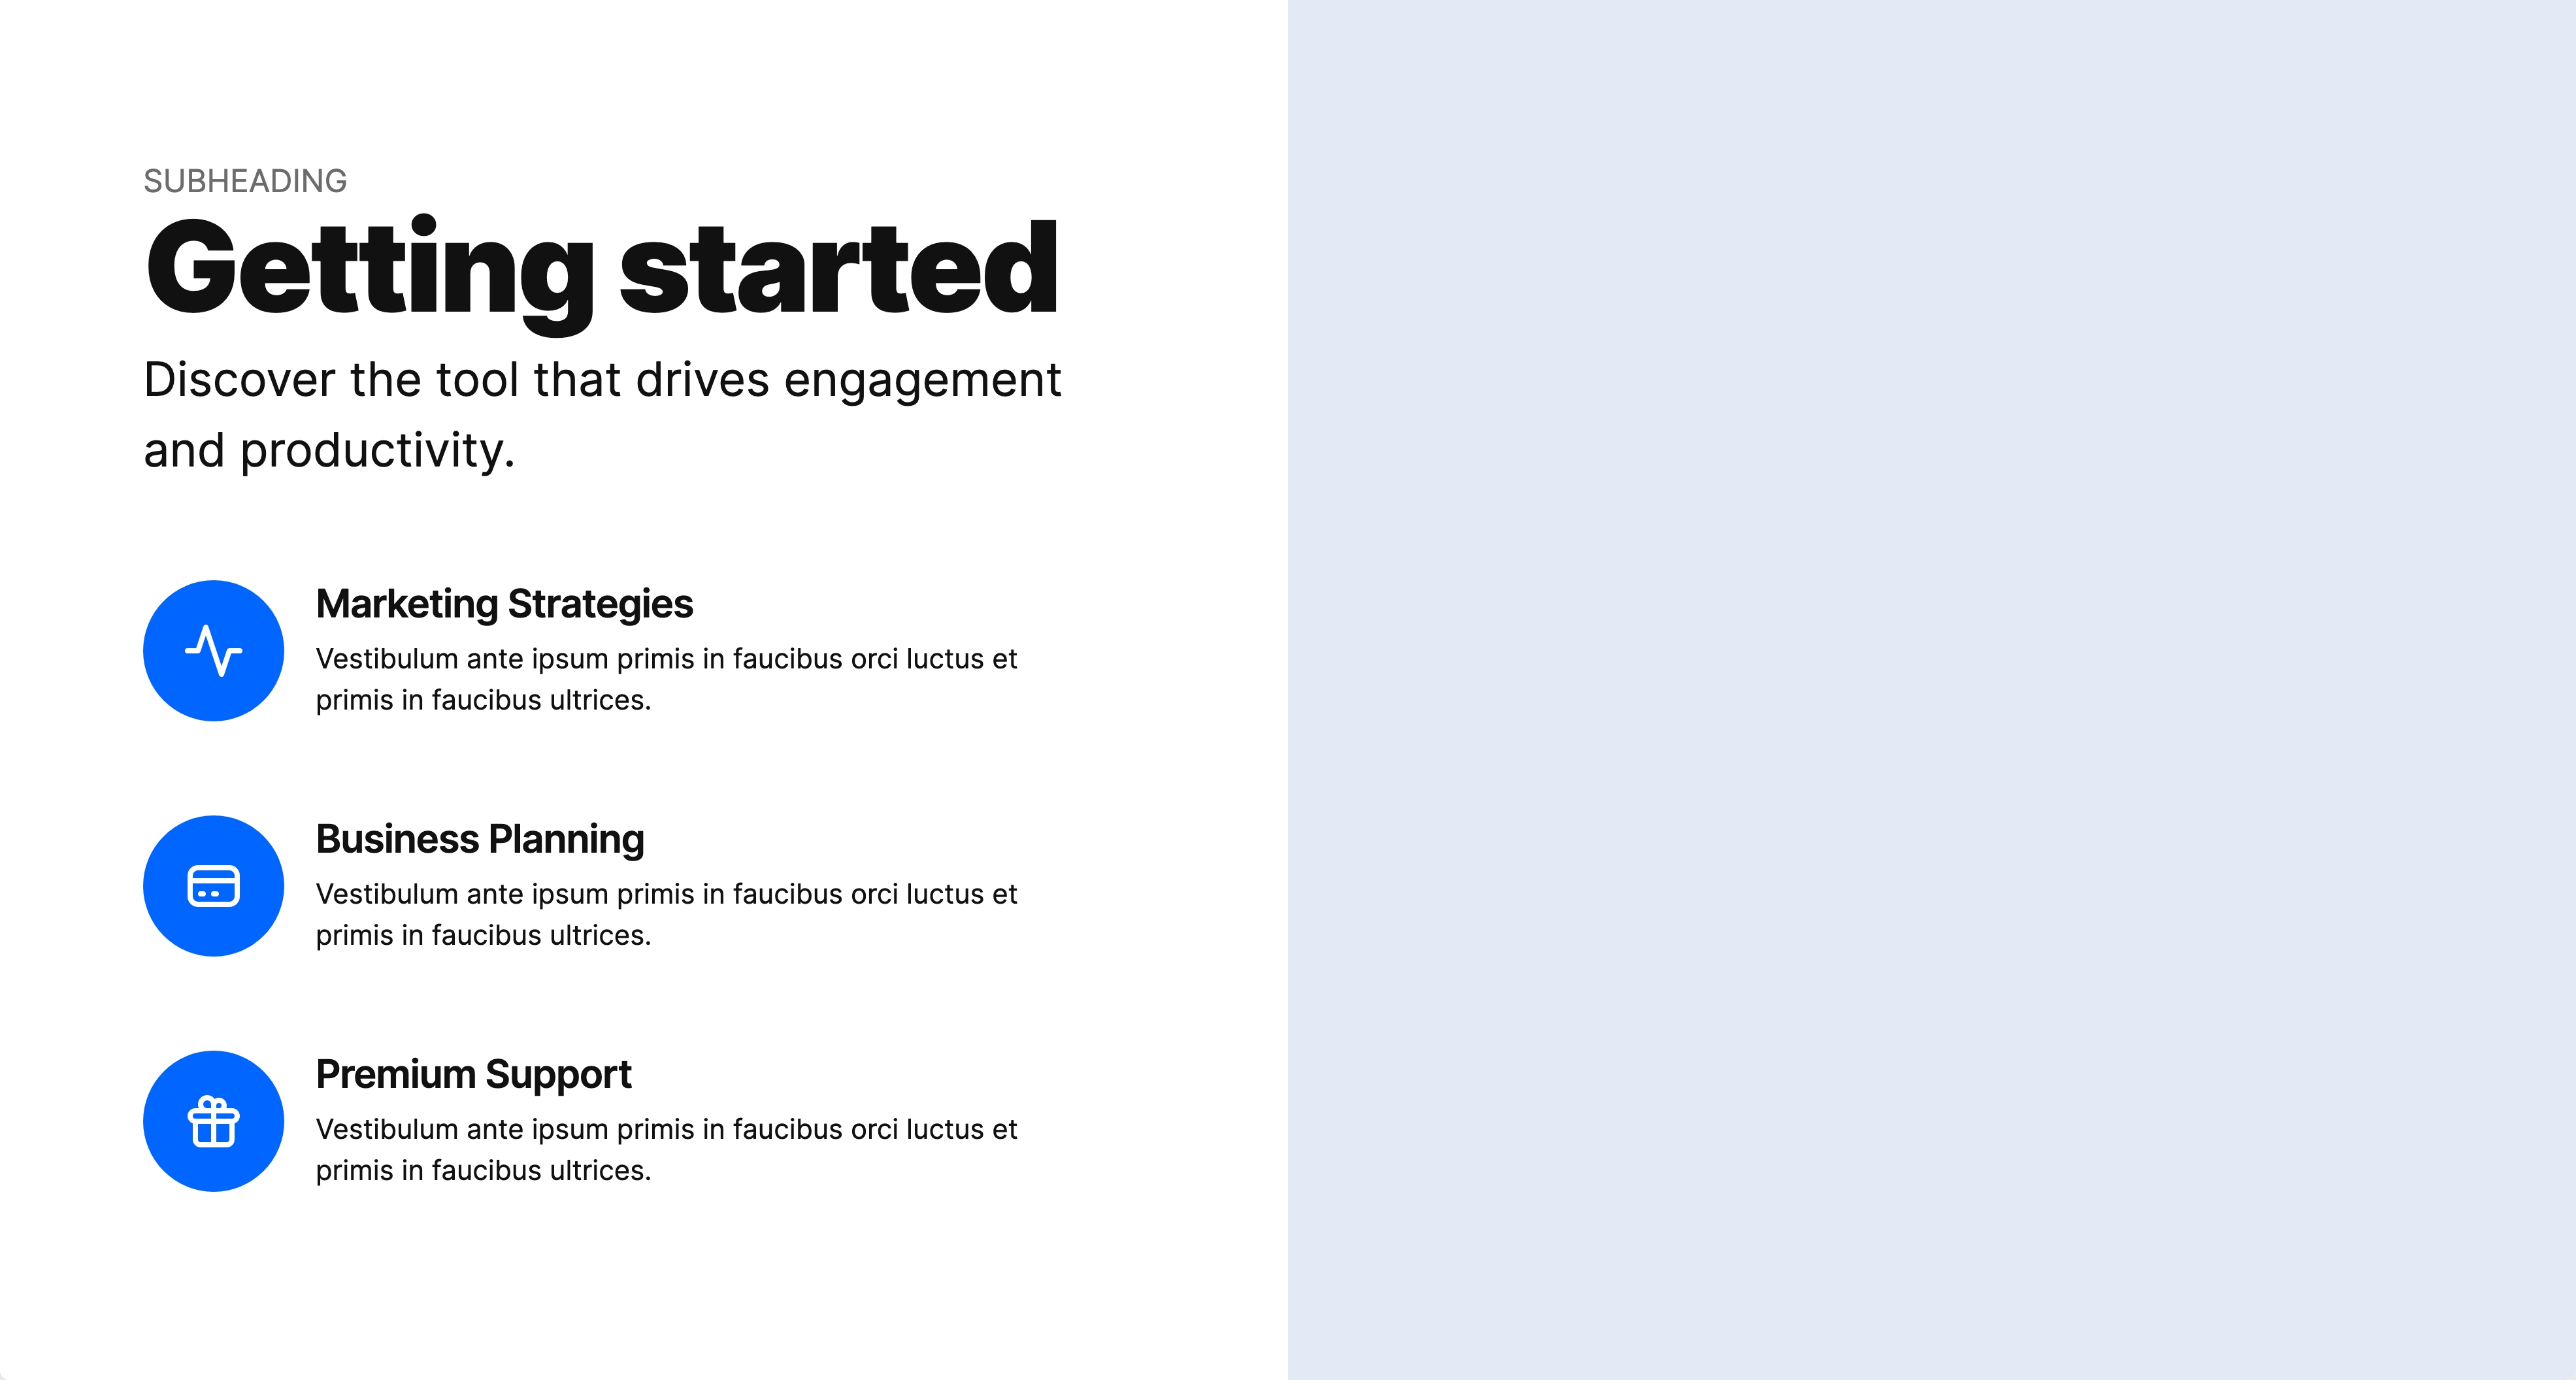 SUBHEADING
Getting started
Discover the tool that drives engagement
and productivity.
Marketing Strategies
Vestibulum ante ipsum primis in faucibus orci luctus et
primis in faucibus ultrices.
Business Planning
Vestibulum ante ipsum primis in faucibus orci luctus et
primis in faucibus ultrices.
Premium Support
Vestibulum ante ipsum primis in faucibus orci luctus et
primis in faucibus ultrices.